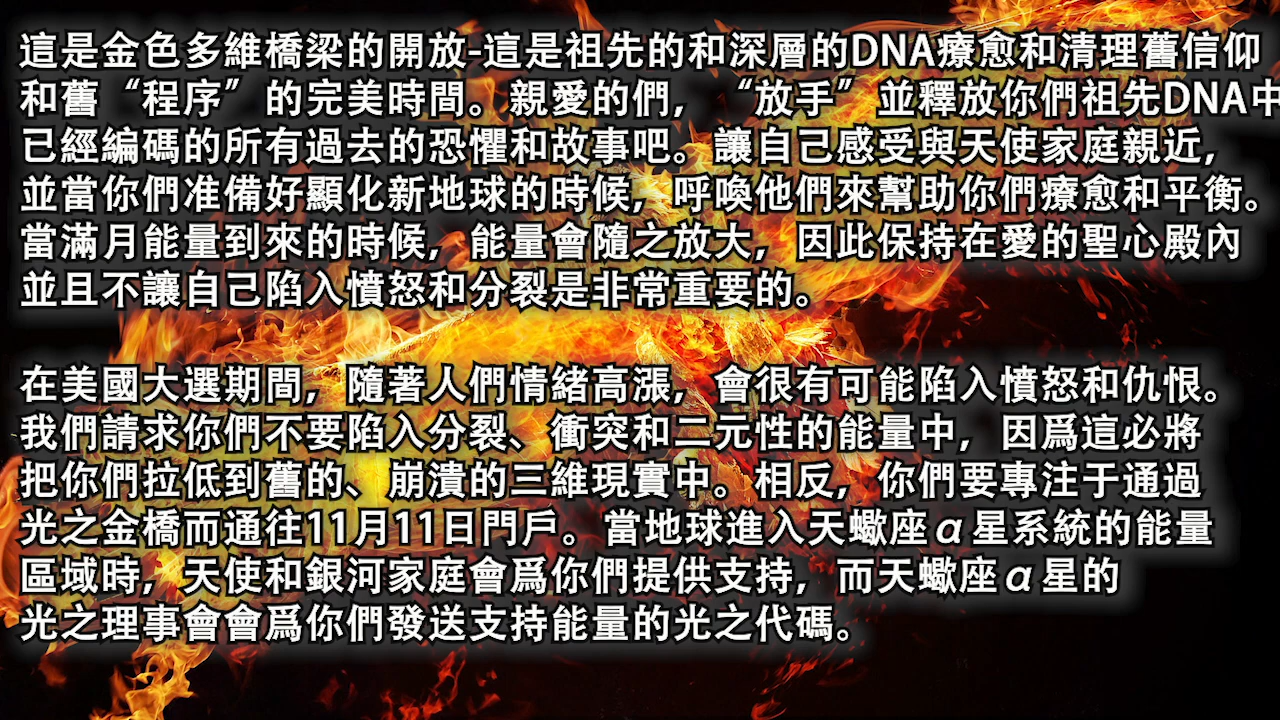 這是金色多維橋梁的開放-這是祖先的和深層的DNA療愈和清理舊信仰
和舊“程序”的完美時間。親愛的們，“放手”並釋放你們祖先DNA中
已經編碼的所有過去的恐懼和故事吧。讓自己感受與天使家庭親近，
並當你們准備好顯化新地球的時候，呼喚他們來幫助你們療愈和平衡。
當滿月能量到來的時候，能量會隨之放大，因此保持在愛的聖心殿內
並且不讓自己陷入憤怒和分裂是非常重要的。
在美國大選期間，隨著人們情緒高漲，會很有可能陷入憤怒和仇恨。
我們請求你們不要陷入分裂、衝突和二元性的能量中，因爲這必將
把你們拉低到舊的、崩潰的三維現實中。相反，你們要專注于通過
光之金橋而通往11月11日門戶。當地球進入天蠍座α星系統的能量
區域時，天使和銀河家庭會爲你們提供支持，而天蠍座α星的
光之理事會會爲你們發送支持能量的光之代碼。